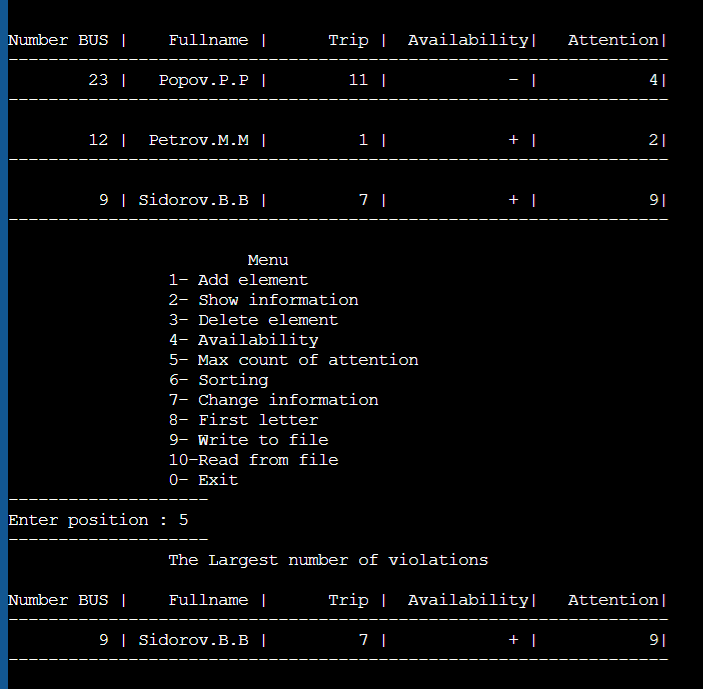 Number BUS | Fullname | Trip | Availability| Attention|
------------------------------------------------------------------
23 | Popov.P.P | 11 | - | 4|
------------------------------------------------------------------
12 | Petrov.M.M | 1 | + | 2|
------------------------------------------------------------------
9 | Sidorov.B.B | 7 | + | 9|
------------------------------------------------------------------
Menu
1- Add element
2- Show information
3- Delete element
4- Availability
5- Max count of attention
6- Sorting
7- Change information
8- First letter
9- Write to file
10-Read from file
0- Exit
--------------------
Enter position : 5
--------------------
The Largest number of violations
Number BUS | Fullname | Trip | Availability| Attention|
------------------------------------------------------------------
9 | Sidorov.B.B | 7 | + | 9|
------------------------------------------------------------------